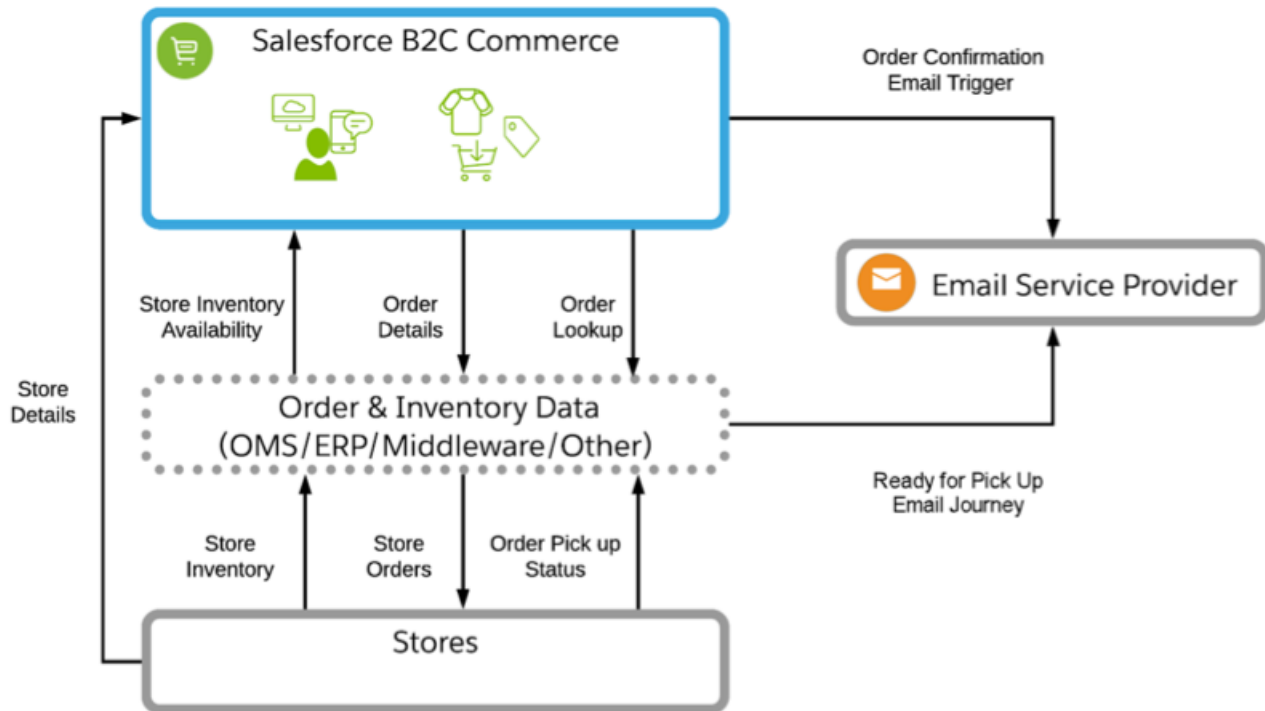 Salesforce B2C Commerce
Order Confirmation
Email Trigger
Email Service Provider
Store Inventory
Availability
Order
Details
Order
Lookup
Store
Details
Order & Inventory Data
(OMS/ERP/Middleware/Other)
Ready for Pick Up
Email Journey
Store
Inventory
Store
Orders
Order Pick up
Status
Stores